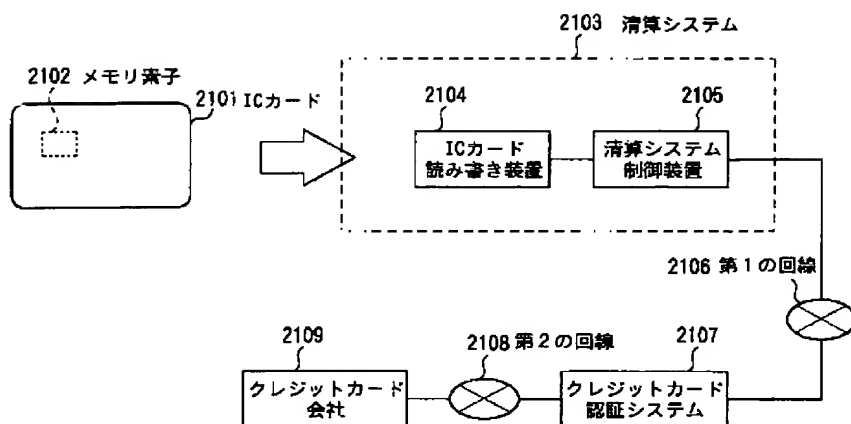 2103 清算システム
2102 メモリ素子
2101 ICカード
2104
2105
ICカード
読み書き装置
清算システム
制御装置
2106 第1の回線
2109
2108 第2の回線
2107
クレジットカード
会社
クレジットカード
認証システム